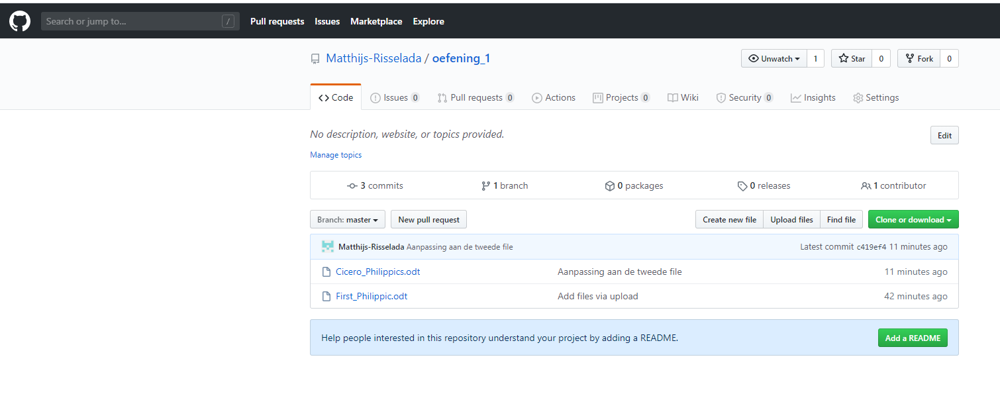 Search or jump to... /
Pull requests Issues Marketplace Explore
Matthijs-Risselada / oefening_1
Unwatch 1 Star 0 Fork 0
Code Issues 0 Pull requests 0 Actions Projects 0 Wiki Security 0 Insights Settings
No description, website, or topics provided.
Edit
Manage topics
3 commits 1 branch 0 packages 0 releases 1 contributor
Branch: master New pull request Create new file Upload files Find file Clone or download
Matthijs-Risselada Aanpassing aan de tweede file Latest commit c419ef4 11 minutes ago
Cicero_Philippics.odt Aanpassing aan de tweede file 11 minutes ago
First_Philippic.odt Add files via upload 42 minutes ago
Help people interested in this repository understand your project by adding a README. Add a README